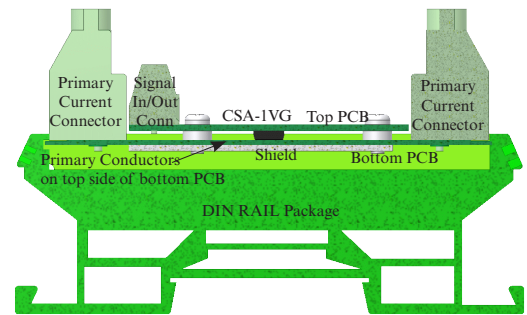 Primary
Current
Connector
Signal
In/Out
Conn
CSA-1VG
Top PCB
Primary
Current
Connector
Primary Conductors
on top side of bottom PCB
Shield
Bottom PCB
DIN RAIL Package